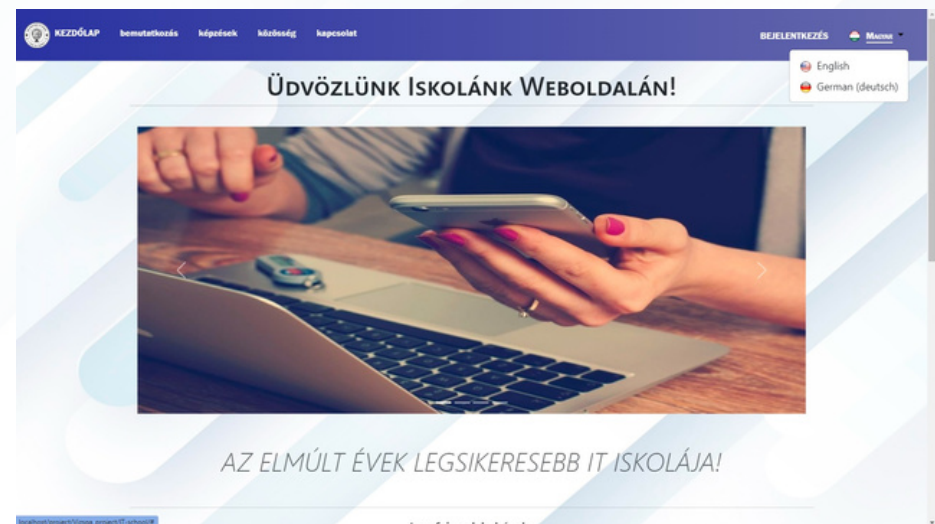 KEZDŐLAP bemutatkozás képzések közösség kapcsolat BEJELENTKEZÉS Magyar
English
German (deutsch)
Üdvözlünk Iskolánk Weboldalán!
AZ ELMÚLT ÉVEK LEGSIKERESEBB IT ISKOLÁJA!